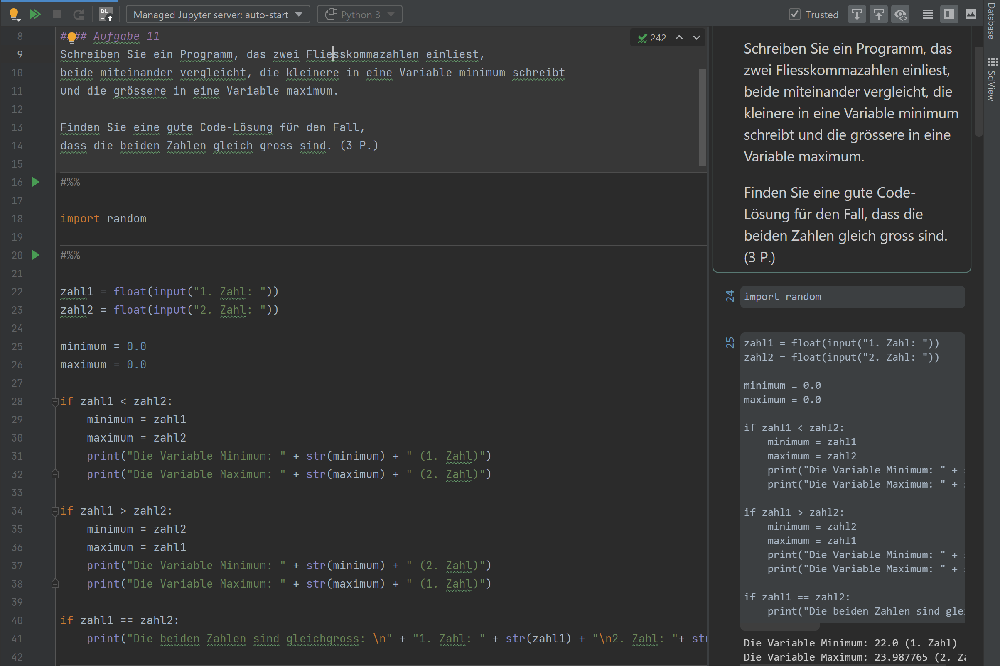 DL
Managed Jupyter server: auto-start
Python 3
Trusted
Database
SciView
242
8 #### Aufgabe 11
9 Schreiben Sie ein Programm, das zwei Fliesskommazahlen einliest,
10 beide miteinander vergleicht, die kleinere in eine Variable minimum schreibt
11 und die grössere in eine Variable maximum.
12
13 Finden Sie eine gute Code-Lösung für den Fall,
14 dass die beiden Zahlen gleich gross sind. (3 P.)
15
16 #%%
17
18 import random
19
20 #%%
21
22 zahl1 = float(input("1. Zahl: "))
23 zahl2 = float(input("2. Zahl: "))
24
25 minimum = 0.0
26 maximum = 0.0
27
28 if zahl1 < zahl2:
29 minimum = zahl1
30 maximum = zahl2
31 print("Die Variable Minimum: " + str(minimum) + " (1. Zahl)")
32 print("Die Variable Maximum: " + str(maximum) + " (2. Zahl)")
33
34 if zahl1 > zahl2:
35 minimum = zahl2
36 maximum = zahl1
37 print("Die Variable Minimum: " + str(minimum) + " (2. Zahl)")
38 print("Die Variable Maximum: " + str(maximum) + " (1. Zahl)")
39
40 if zahl1 == zahl2:
41 print("Die beiden Zahlen sind gleichgross: \n" + "1. Zahl: " + str(zahl1) + "\n2. Zahl: "+ str
42
Schreiben Sie ein Programm, das
zwei Fliesskommazahlen einliest,
beide miteinander vergleicht, die
kleinere in eine Variable minimum
schreibt und die grössere in eine
Variable maximum.
Finden Sie eine gute Code-
Lösung für den Fall, dass die
beiden Zahlen gleich gross sind.
(3 P.)
24 import random
25 zahl1 = float(input("1. Zahl: "))
zahl2 = float(input("2. Zahl: "))
minimum = 0.0
maximum = 0.0
if zahl1 < zahl2:
minimum = zahl1
maximum = zahl2
print("Die Variable Minimum: " +
print("Die Variable Maximum: " +
if zahl1 > zahl2:
minimum = zahl2
maximum = zahl1
print("Die Variable Minimum: " +
print("Die Variable Maximum: " +
if zahl1 == zahl2:
print("Die beiden Zahlen sind glei
Die Variable Minimum: 22.0 (1. Zahl)
Die Variable Maximum: 23.987765 (2. Za